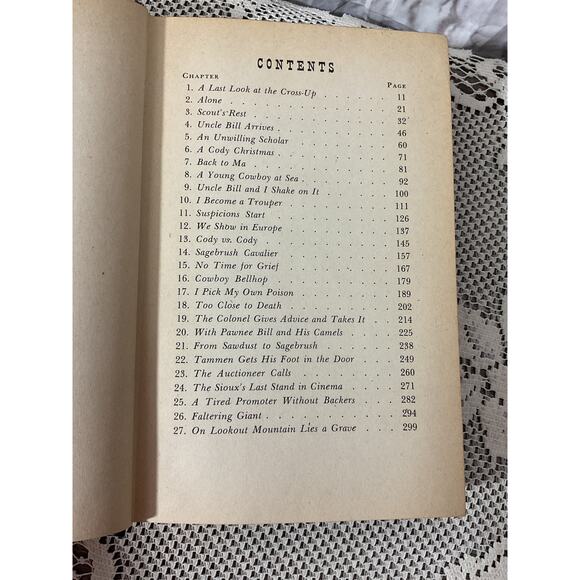 CONTENTS
CHAPTER PAGE
1. A Last Look at the Cross-Up . . . . . . . 11
2. Alone . . . . . . . . . . . . . 21
3. Scout's Rest . . . . . . . . . . . 32
4. Uncle Bill Arrives . . . . . . . . . . 46
5. An Unwilling Scholar . . . . . . . . . 60
6. A Cody Christmas . . . . . . . . . . 71
7. Back to Ma . . . . . . . . . . . 81
8. A Young Cowboy at Sea . . . . . . . . 92
9. Uncle Bill and I Shake on It . . . . . . . 100
10. I Become a Trouper . . . . . . . . . 111
11. Suspicions Start . . . . . . . . . . 126
12. We Show in Europe . . . . . . . . . 137
13. Cody vs. Cody . . . . . . . . . . 145
14. Sagebrush Cavalier . . . . . . . . . 157
15. No Time for Grief . . . . . . . . . 167
16. Cowboy Bellhop . . . . . . . . . . 179
17. I Pick My Own Poison . . . . . . . . 189
18. Too Close to Death . . . . . . . . . 202
19. The Colonel Gives Advice and Takes It . . . 214
20. With Pawnee Bill and His Camels . . . . . 225
21. From Sawdust to Sagebrush . . . . . . . 238
22. Tammen Gets His Foot in the Door . . . . 249
23. The Auctioneer Calls . . . . . . . . 260
24. The Sioux's Last Stand in Cinema . . . . . 271
25. A Tired Promoter Without Backers . . . . 282
26. Faltering Giant . . . . . . . . . . 294
27. On Lookout Mountain Lies a Grave . . . . 299